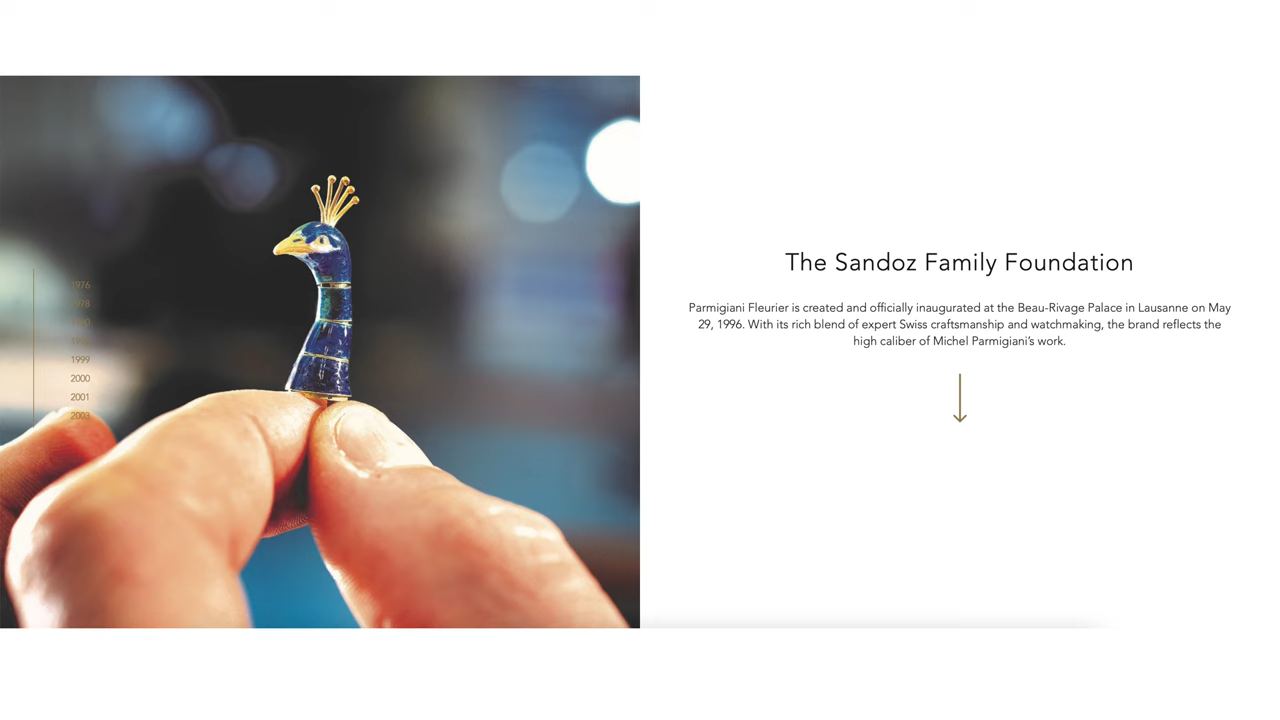 1976
1999
2000
2001
2003
The Sandoz Family Foundation
Parmigiani Fleurier is created and officially inaugurated at the Beau-Rivage Palace in Lausanne on May
29, 1996. With its rich blend of expert Swiss craftsmanship and watchmaking, the brand reflects the
high caliber of Michel Parmigiani’s work.